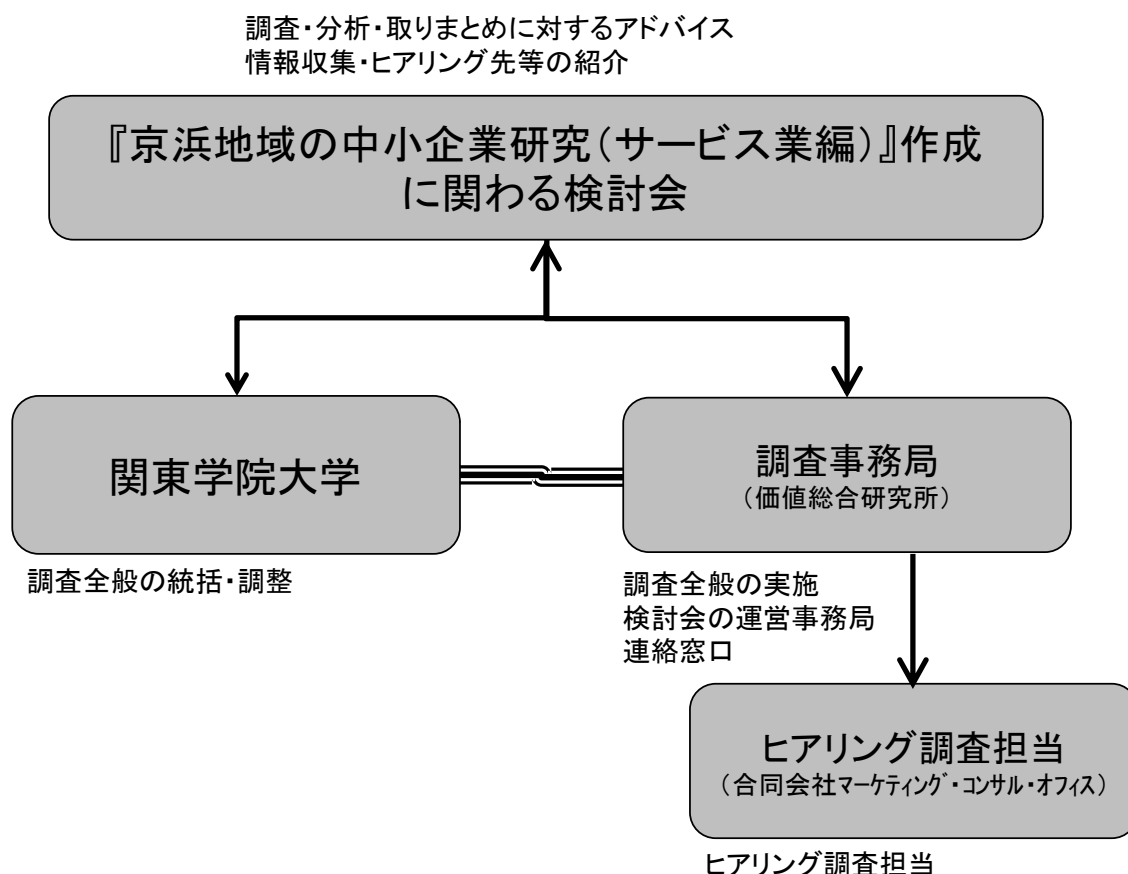 調査・分析・取りまとめに対するアドバイス
情報収集・ヒアリング先等の紹介
『京浜地域の中小企業研究（サービス業編）』作成
に関わる検討会
関東学院大学
調査事務局
（価値総合研究所）
調査全般の統括・調整
調査全般の実施
検討会の運営事務局
連絡窓口
ヒアリング調査担当
（合同会社ﾏｰｹﾃｨﾝｸﾞ・ｺﾝｻﾙ・ｵﾌｨｽ）
ヒアリング調査担当